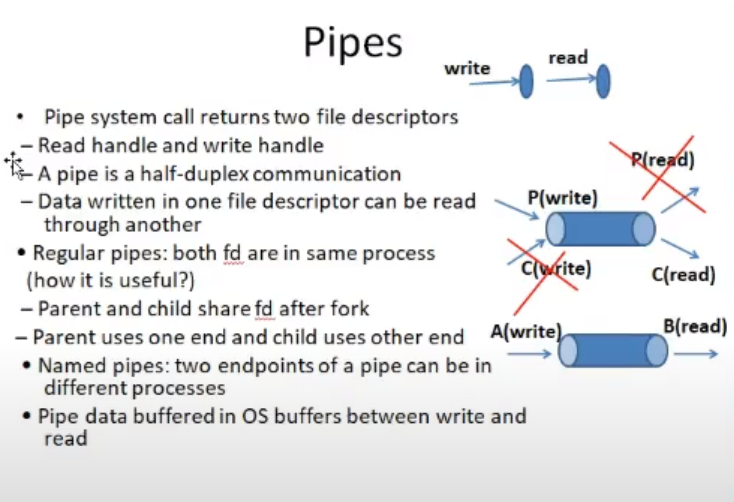 Pipes
write
read
• Pipe system call returns two file descriptors
– Read handle and write handle
– A pipe is a half-duplex communication
– Data written in one file descriptor can be read
through another
• Regular pipes: both fd are in same process
(how it is useful?)
– Parent and child share fd after fork
– Parent uses one end and child uses other end
• Named pipes: two endpoints of a pipe can be in
different processes
• Pipe data buffered in OS buffers between write and
read
P(read)
P(write)
C(write)
C(read)
A(write)
B(read)